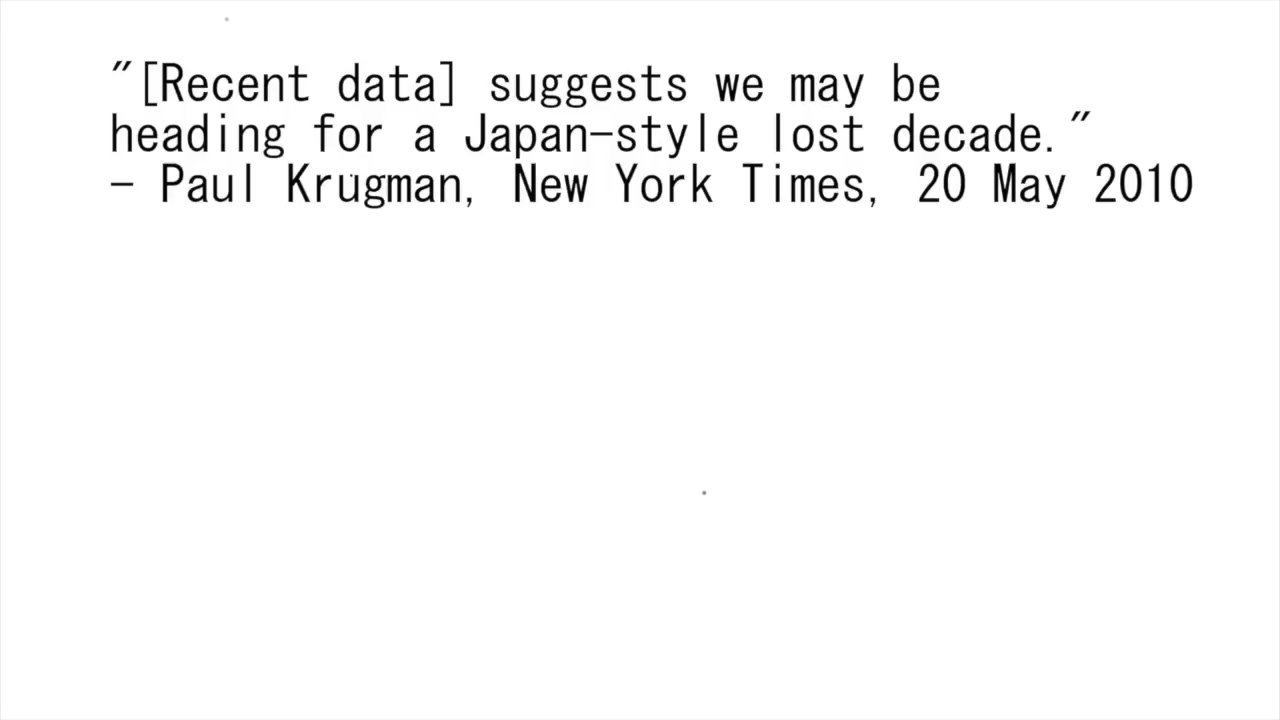 "[Recent data] suggests we may be
heading for a Japan-style lost decade."
- Paul Krugman, New York Times, 20 May 2010